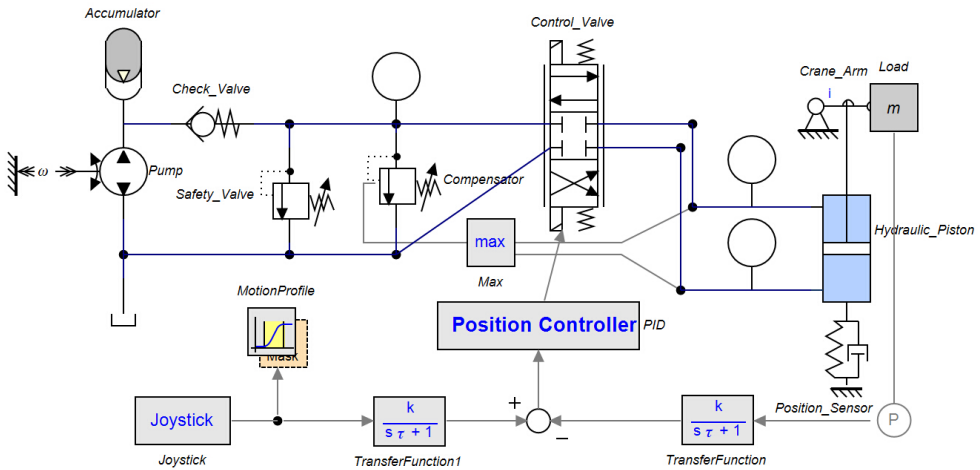 Accumulator
Control_Valve
Check_Valve
Crane_Arm
Load
i
m
ω
Pump
Safety_Valve
Compensator
max
Max
Hydraulic_Piston
MotionProfile
Mask
Position Controller
PID
Joystick
Joystick
k
s τ + 1
TransferFunction1
+
−
k
s τ + 1
TransferFunction
Position_Sensor
P